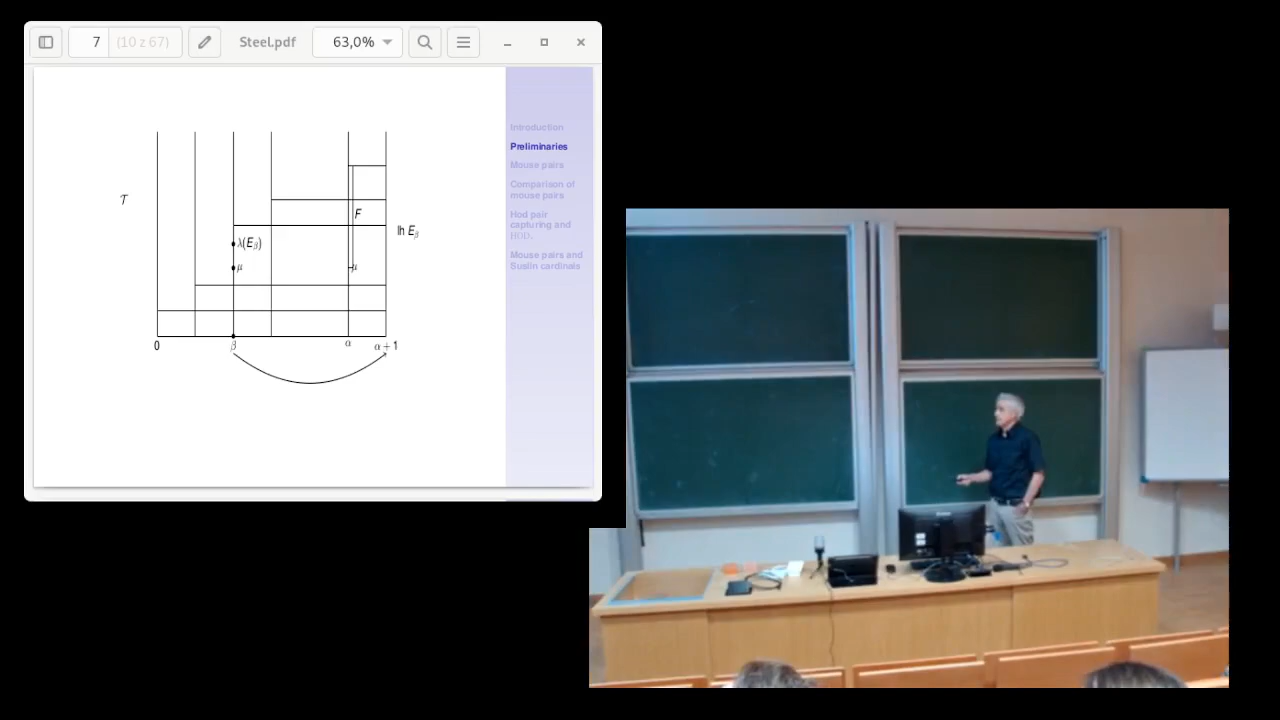 7 (10 z 67) Steel.pdf 63,0%
Introduction
Preliminaries
Mouse pairs
Comparison of
mouse pairs
Hod pair
capturing and
HOD.
Mouse pairs and
Suslin cardinals
𝒯
F
lh E_β
λ(E_β)
μ
μ
0 β α α + 1